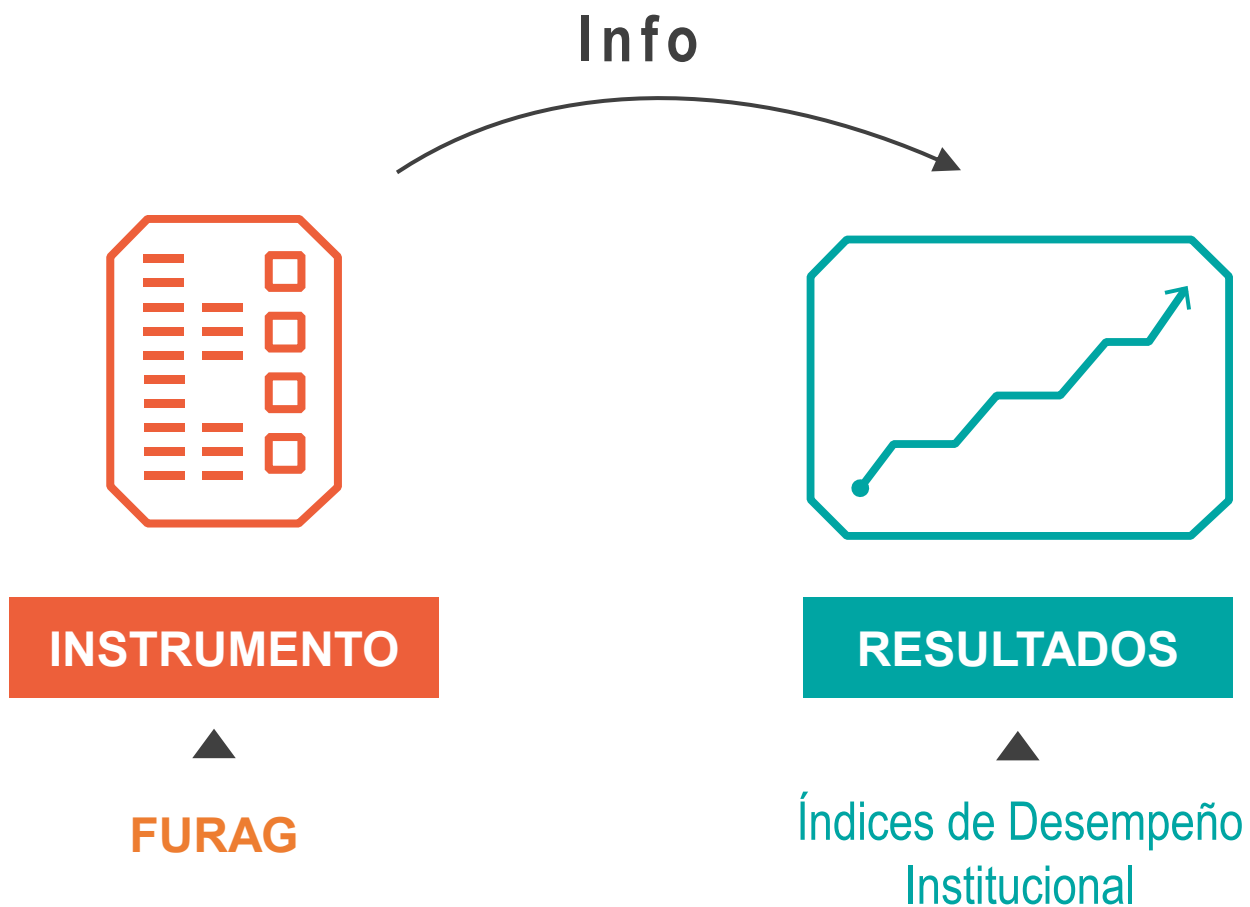 Info
INSTRUMENTO
RESULTADOS
FURAG
Índices de Desempeño
Institucional